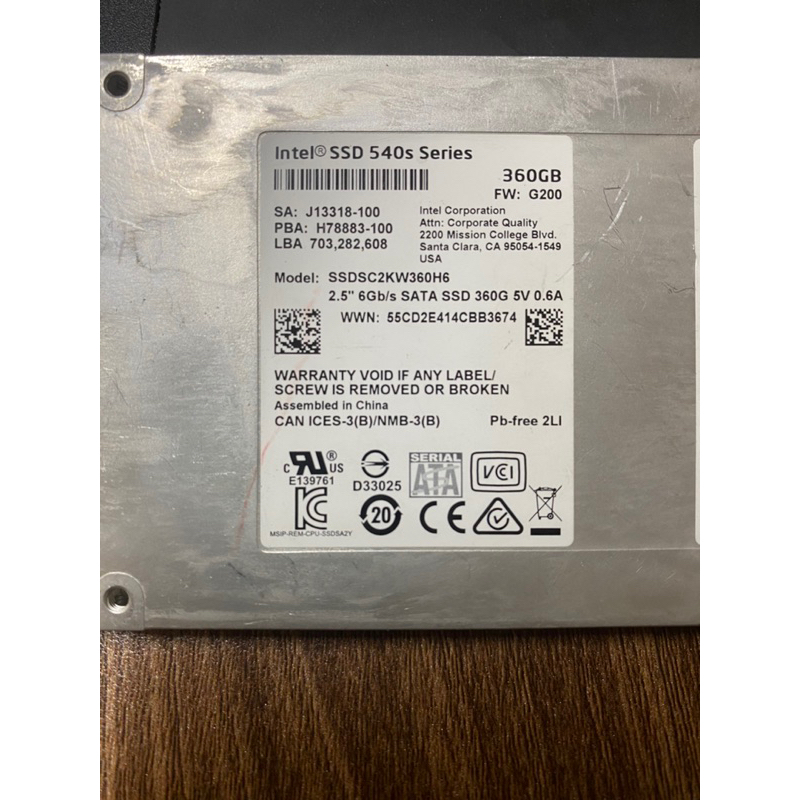 Intel® SSD 540s Series
360GB
FW: G200
SA: J13318-100
PBA: H78883-100
LBA 703,282,608
Intel Corporation
Attn: Corporate Quality
2200 Mission College Blvd.
Santa Clara, CA 95054-1549
USA
Model: SSDSC2KW360H6
2.5" 6Gb/s SATA SSD 360G 5V 0.6A
WWN: 55CD2E414CBB3674
WARRANTY VOID IF ANY LABEL/
SCREW IS REMOVED OR BROKEN
Assembled in China
CAN ICES-3(B)/NMB-3(B)
Pb-free 2LI
c RU® US
E139761
D33025
SERIAL
ATA
VCI
MSIP-REM-CPU-SSDSA2Y
20
CE